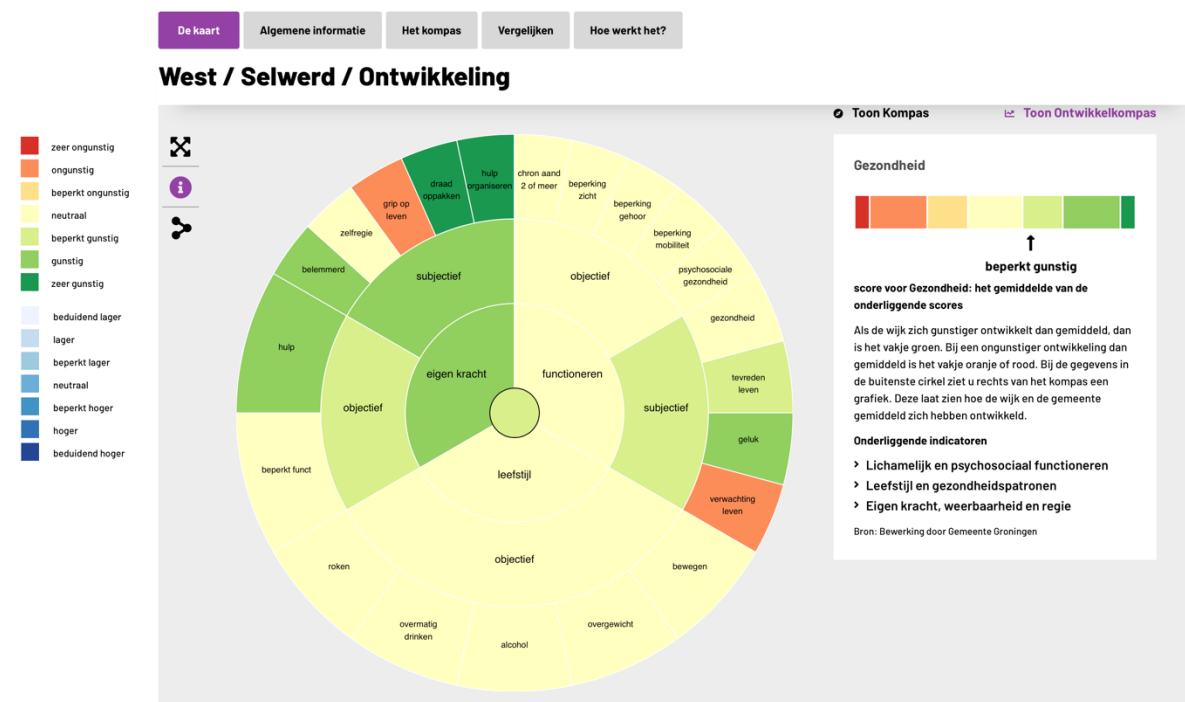 De kaart
Algemene informatie
Het kompas
Vergelijken
Hoe werkt het?
West / Selwerd / Ontwikkeling
zeer ongunstig
ongunstig
beperkt ongunstig
neutraal
beperkt gunstig
gunstig
zeer gunstig
beduidend lager
lager
beperkt lager
neutraal
beperkt hoger
hoger
beduidend hoger
draad
oppakken
hulp
organiseren
chron aand
2 of meer
beperking
zicht
beperking
gehoor
beperking
mobiliteit
psychosociale
gezondheid
gezondheid
tevreden
leven
geluk
verwachting
leven
bewegen
overgewicht
alcohol
overmatig
drinken
roken
beperkt funct
hulp
belemmerd
zelfregie
grip op
leven
subjectief
objectief
subjectief
objectief
objectief
eigen kracht
functioneren
leefstijl
Toon Kompas
Toon Ontwikkelkompas
Gezondheid
beperkt gunstig
score voor Gezondheid: het gemiddelde van de
onderliggende scores
Als de wijk zich gunstiger ontwikkelt dan gemiddeld, dan
is het vakje groen. Bij een ongunstiger ontwikkeling dan
gemiddeld is het vakje oranje of rood. Bij de gegevens in
de buitenste cirkel ziet u rechts van het kompas een
grafiek. Deze laat zien hoe de wijk en de gemeente
gemiddeld zich hebben ontwikkeld.
Onderliggende indicatoren
> Lichamelijk en psychosociaal functioneren
> Leefstijl en gezondheidspatronen
> Eigen kracht, weerbaarheid en regie
Bron: Bewerking door Gemeente Groningen